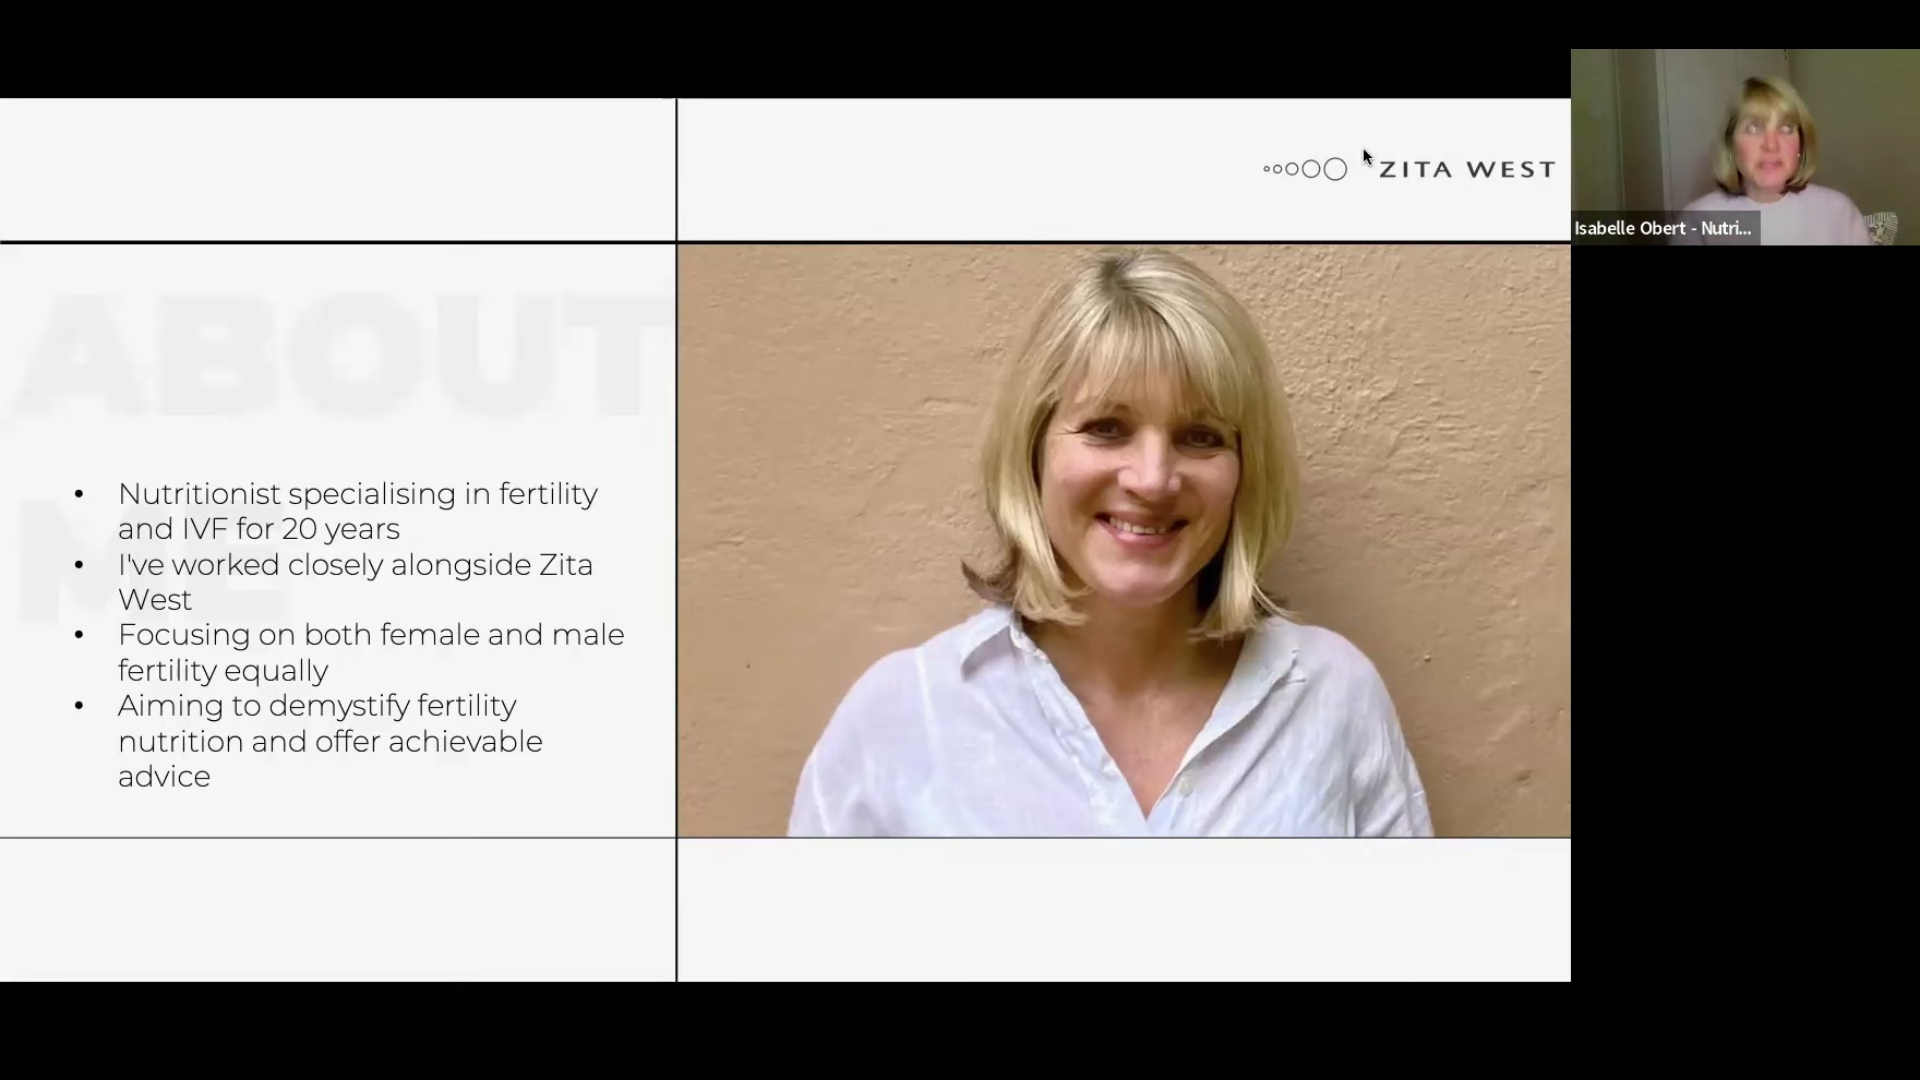 ZITA WEST
Isabelle Obert - Nutri...
ABOUT
ME
• Nutritionist specialising in fertility
and IVF for 20 years
• I've worked closely alongside Zita
West
• Focusing on both female and male
fertility equally
• Aiming to demystify fertility
nutrition and offer achievable
advice